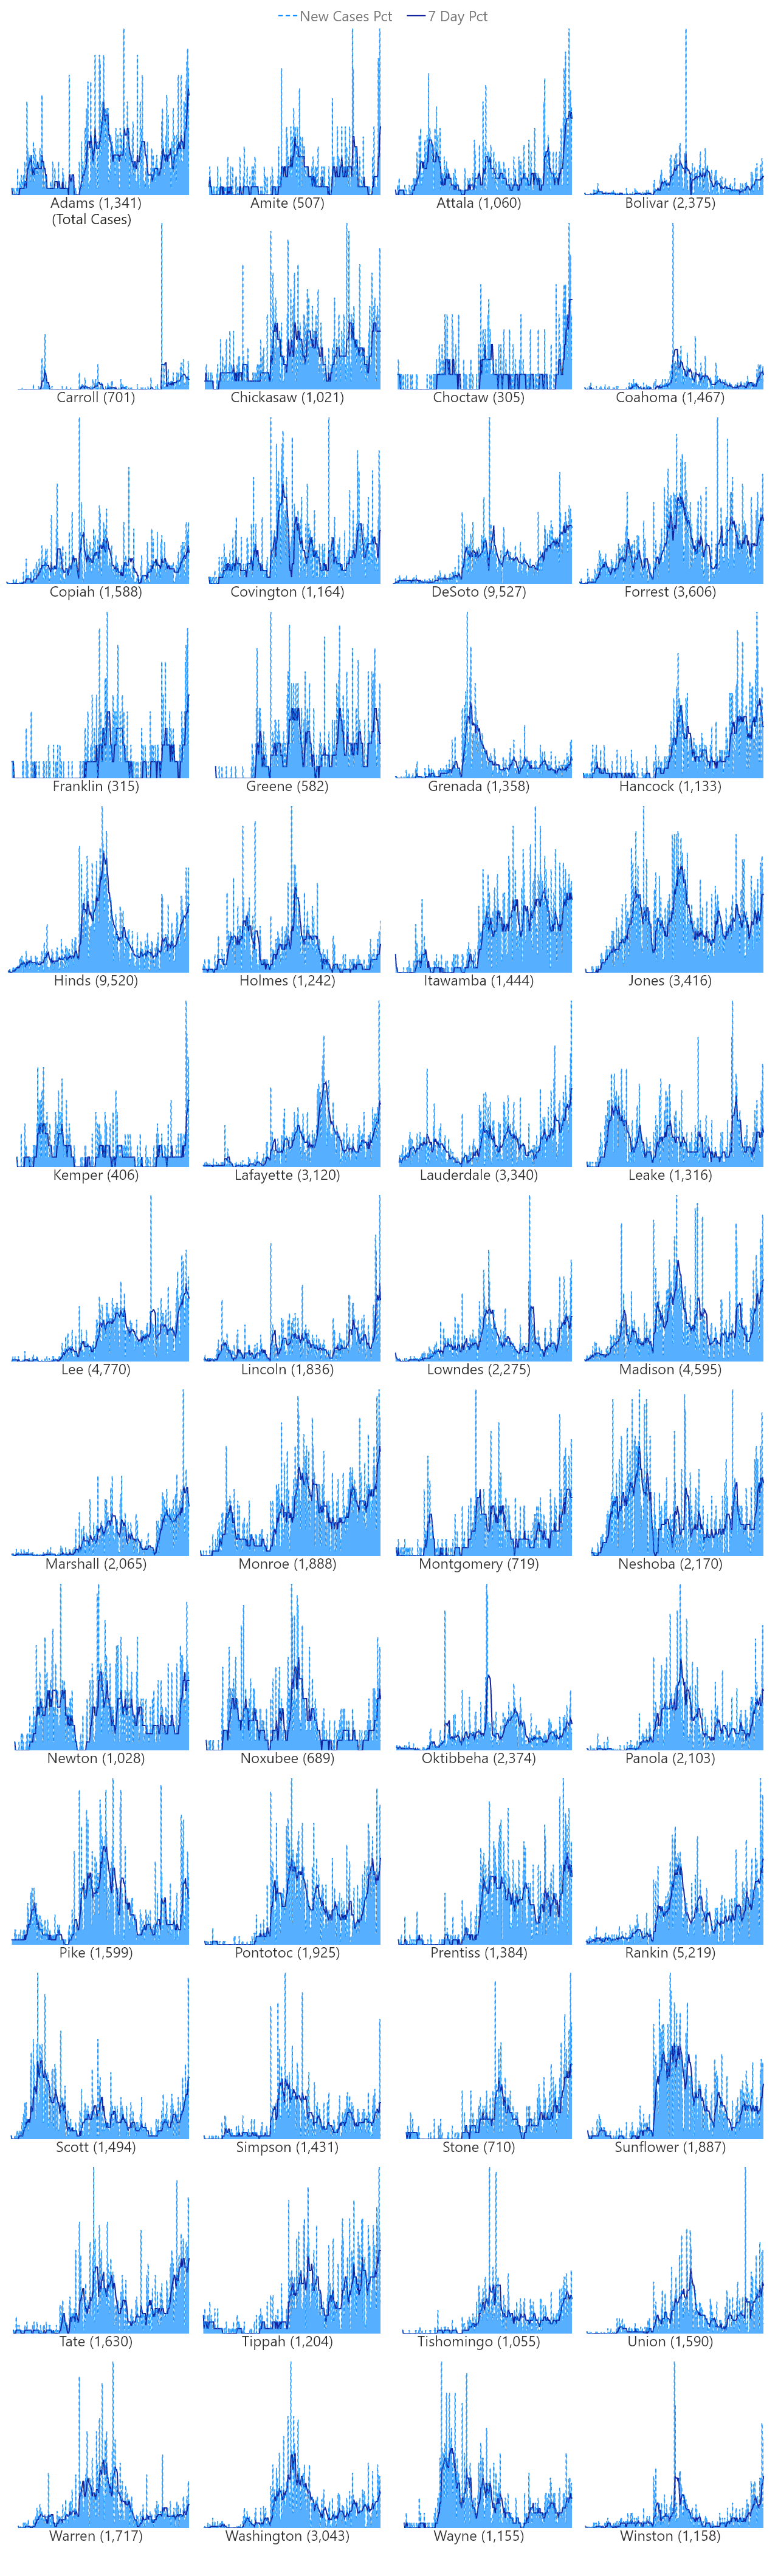 New Cases Pct 7 Day Pct
Adams (1,341) Amite (507) Attala (1,060) Bolivar (2,375)
(Total Cases)
Carroll (701) Chickasaw (1,021) Choctaw (305) Coahoma (1,467)
Copiah (1,588) Covington (1,164) DeSoto (9,527) Forrest (3,606)
Franklin (315) Greene (582) Grenada (1,358) Hancock (1,133)
Hinds (9,520) Holmes (1,242) Itawamba (1,444) Jones (3,416)
Kemper (406) Lafayette (3,120) Lauderdale (3,340) Leake (1,316)
Lee (4,770) Lincoln (1,836) Lowndes (2,275) Madison (4,595)
Marshall (2,065) Monroe (1,888) Montgomery (719) Neshoba (2,170)
Newton (1,028) Noxubee (689) Oktibbeha (2,374) Panola (2,103)
Pike (1,599) Pontotoc (1,925) Prentiss (1,384) Rankin (5,219)
Scott (1,494) Simpson (1,431) Stone (710) Sunflower (1,887)
Tate (1,630) Tippah (1,204) Tishomingo (1,055) Union (1,590)
Warren (1,717) Washington (3,043) Wayne (1,155) Winston (1,158)